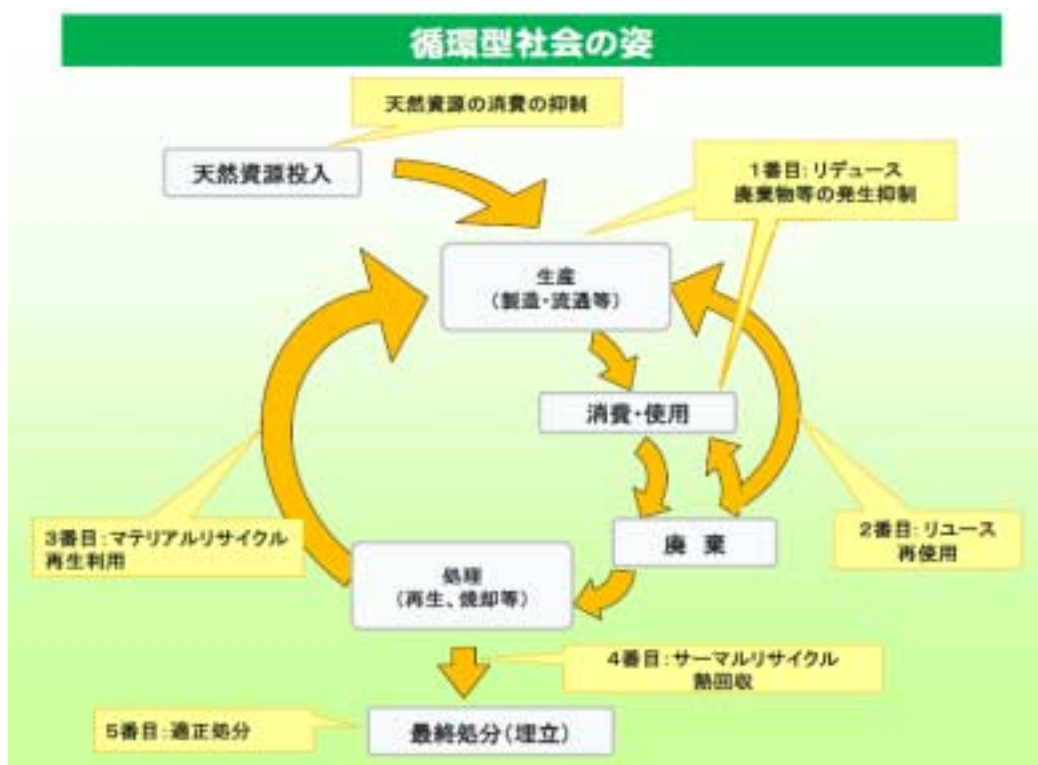 循環型社会の姿
天然資源の消費の抑制
天然資源投入
1番目:リデュース
廃棄物等の発生抑制
生産
(製造・流通等)
消費・使用
3番目:マテリアルリサイクル
再生利用
廃 棄
2番目:リユース
再使用
処理
(再生、焼却等)
4番目:サーマルリサイクル
熱回収
5番目:適正処分
最終処分(埋立)